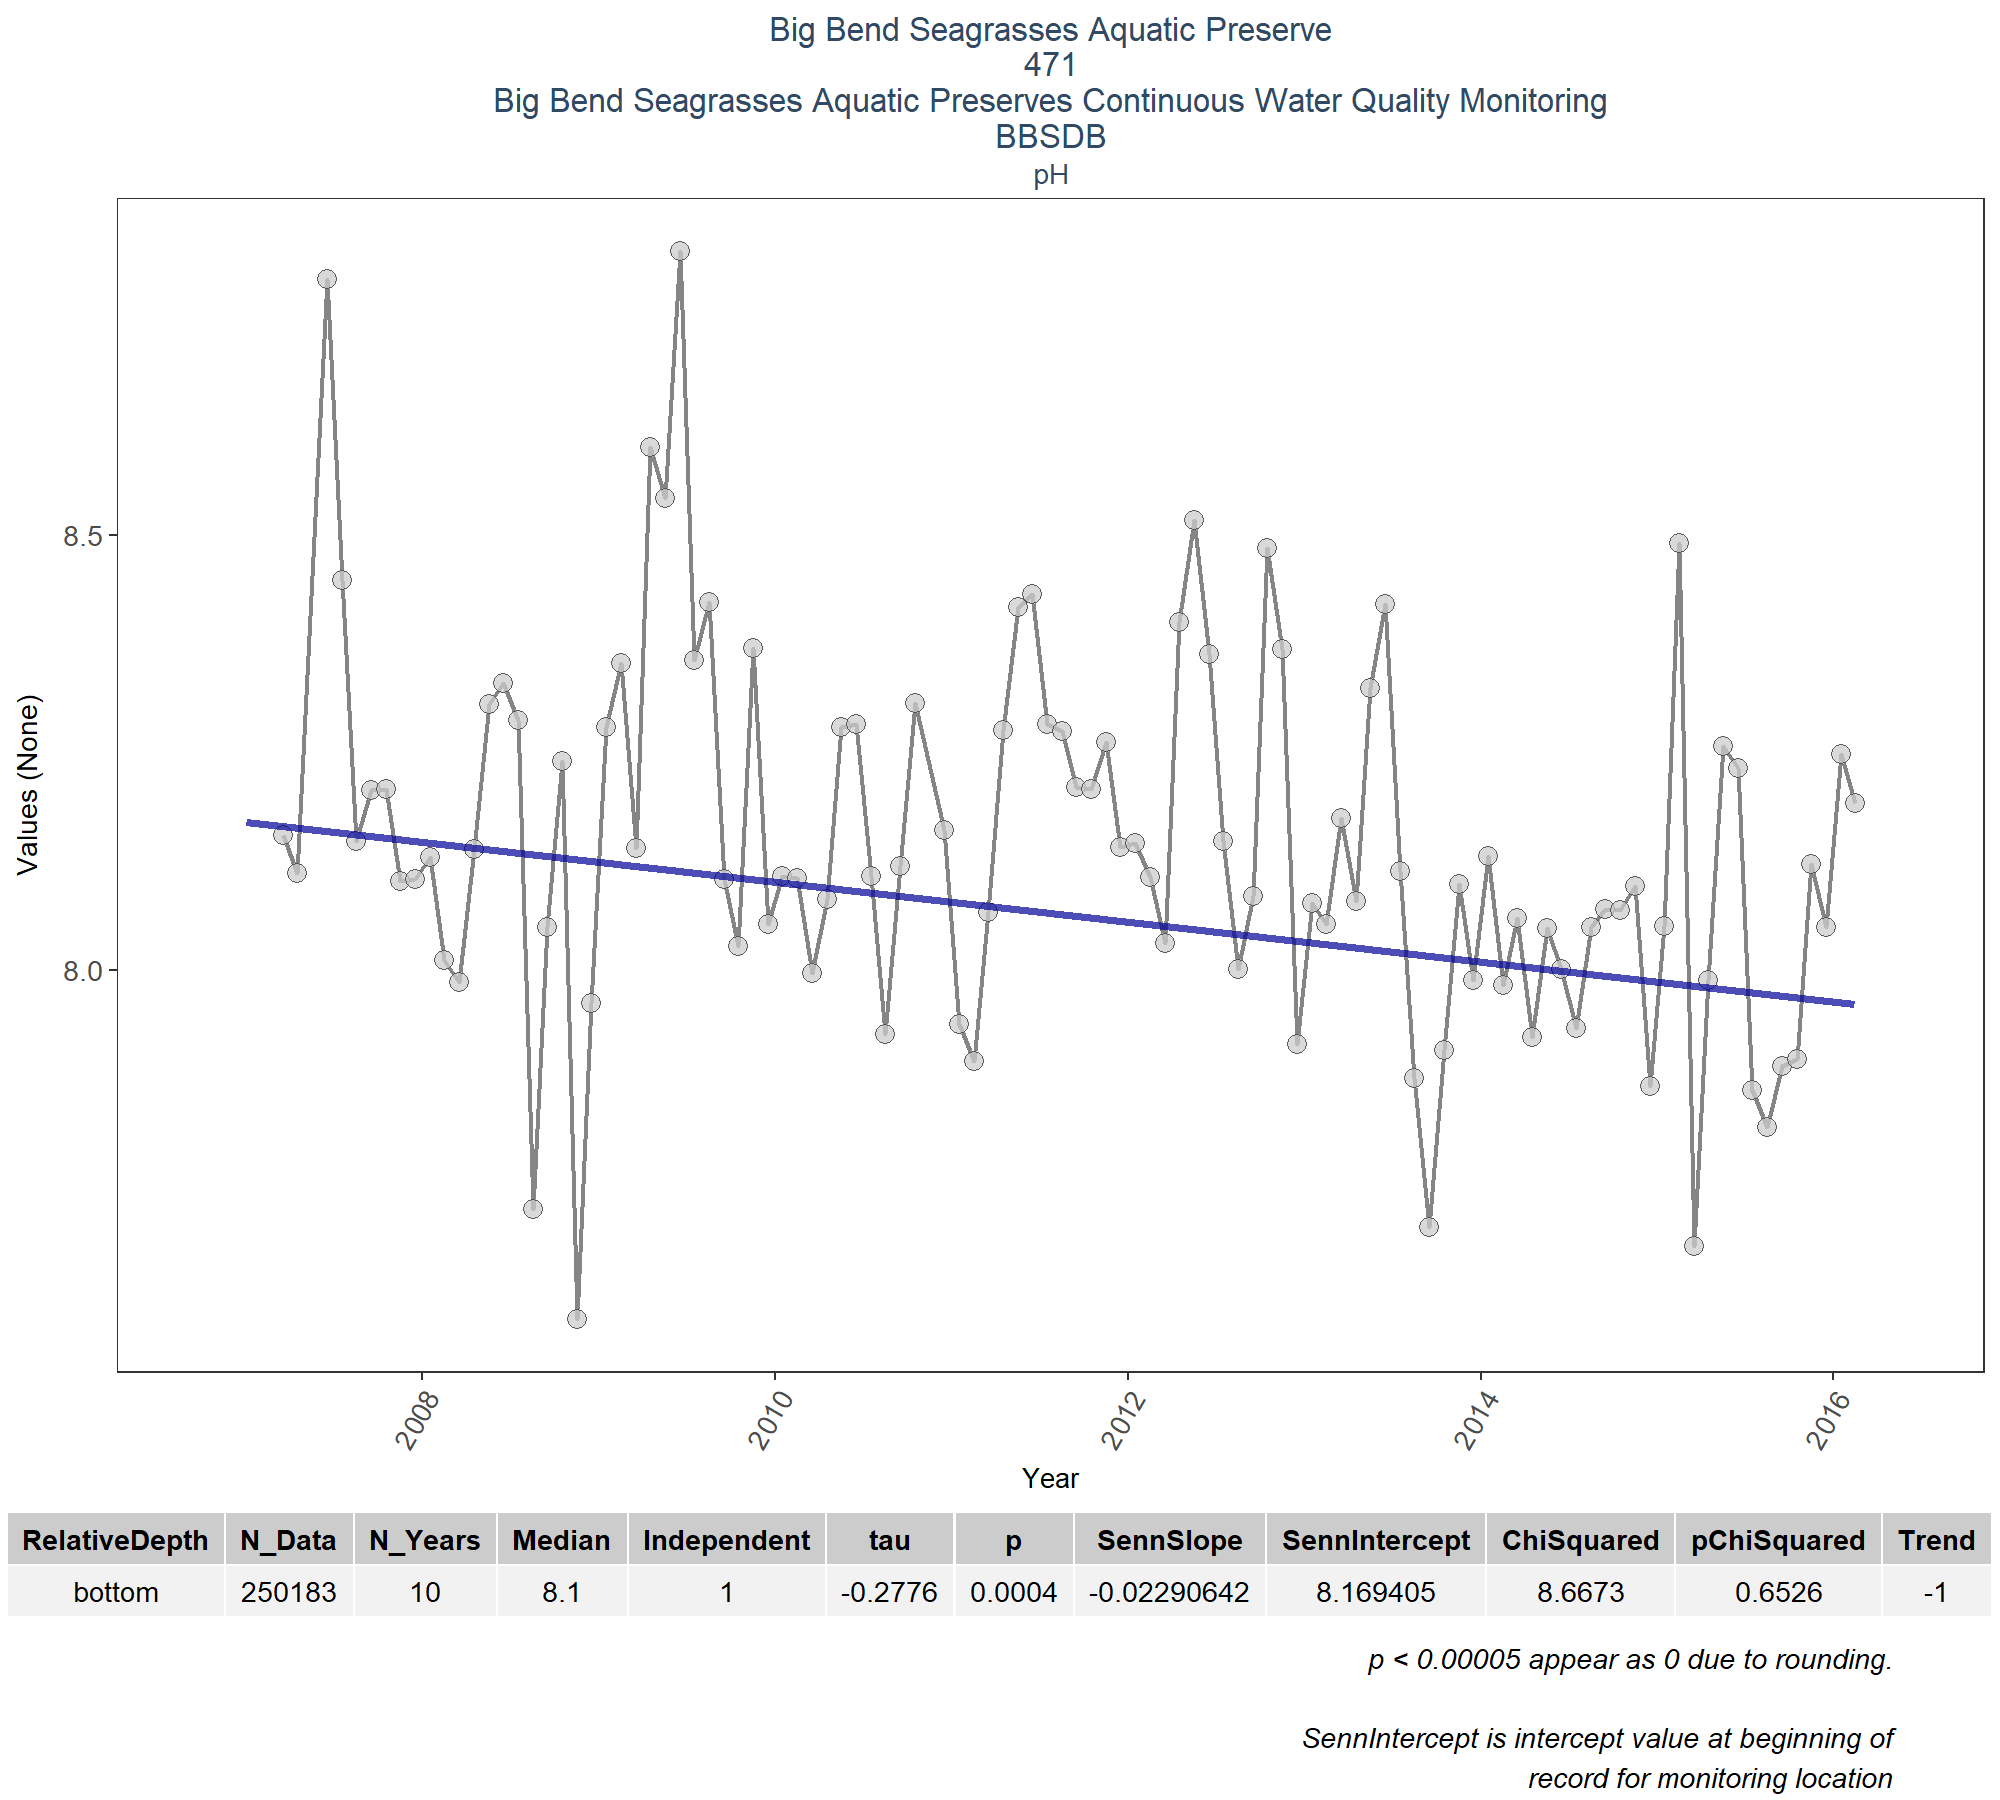 Big Bend Seagrasses Aquatic Preserve
471
Big Bend Seagrasses Aquatic Preserves Continuous Water Quality Monitoring
BBSDB
pH
Values (None)
8.5
8.0
2008 2010 2012 2014 2016
Year
RelativeDepth N_Data N_Years Median Independent tau p SennSlope SennIntercept ChiSquared pChiSquared Trend
bottom 250183 10 8.1 1 -0.2776 0.0004 -0.02290642 8.169405 8.6673 0.6526 -1
p < 0.00005 appear as 0 due to rounding.
SennIntercept is intercept value at beginning of
record for monitoring location